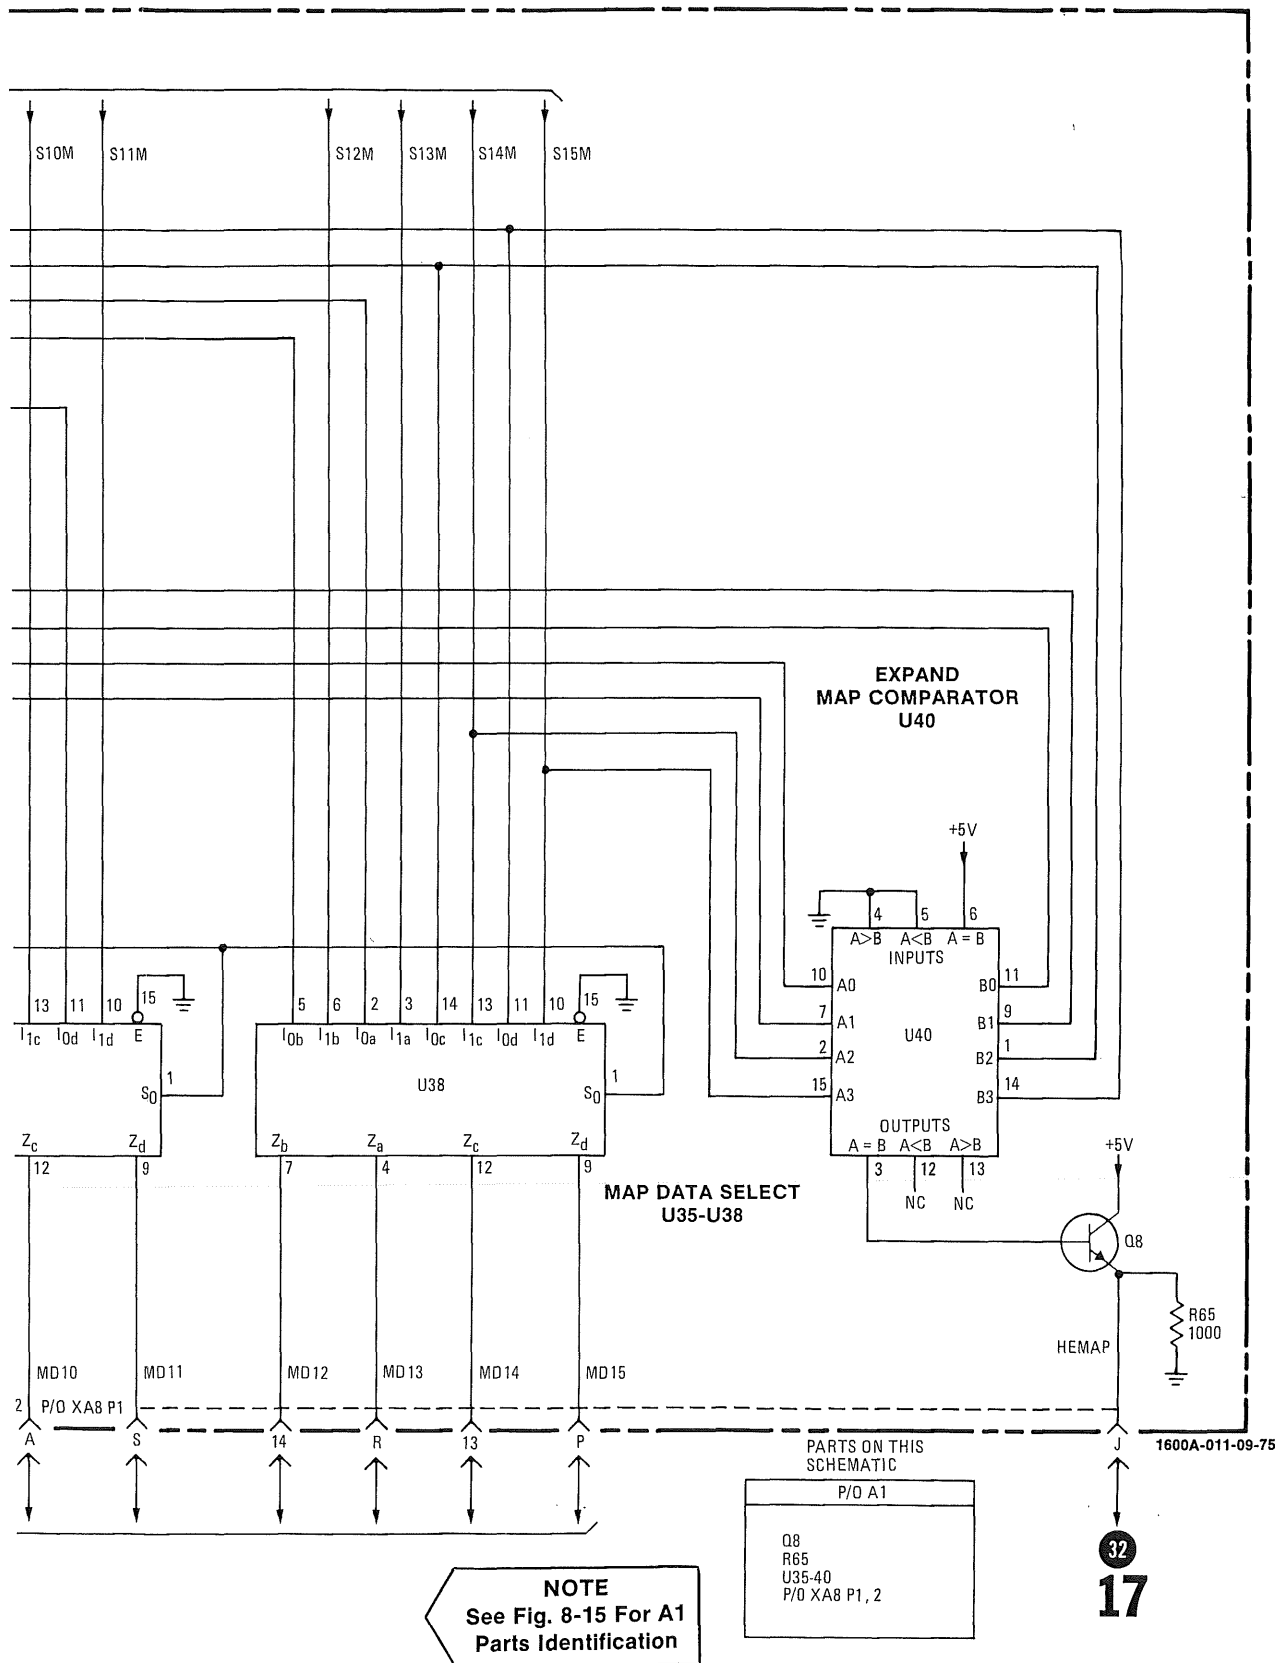 S10M S11M S12M S13M S14M S15M
EXPAND
MAP COMPARATOR
U40
+5V
4 5 6
A>B A<B A = B
INPUTS
10 A0 B0 11
7 A1 B1 9
U40
2 A2 B2 1
15 A3 B3 14
OUTPUTS
A = B A<B A>B
3 12 13
NC NC
13 11 10 15
I1c I0d I1d E
S0 1
Zc Zd
12 9
5 6 2 3 14 13 11 10 15
I0b I1b I0a I1a I0c I1c I0d I1d E
U38
S0 1
Zb Za Zc Zd
7 4 12 9
MAP DATA SELECT
U35-U38
+5V
Q8
R65
1000
HEMAP
MD10 MD11 MD12 MD13 MD14 MD15
2 P/O XA8 P1
A S 14 R 13 P J
1600A-011-09-75
PARTS ON THIS
SCHEMATIC
P/O A1
Q8
R65
U35-40
P/O XA8 P1, 2
32
17
NOTE
See Fig. 8-15 For A1
Parts Identification